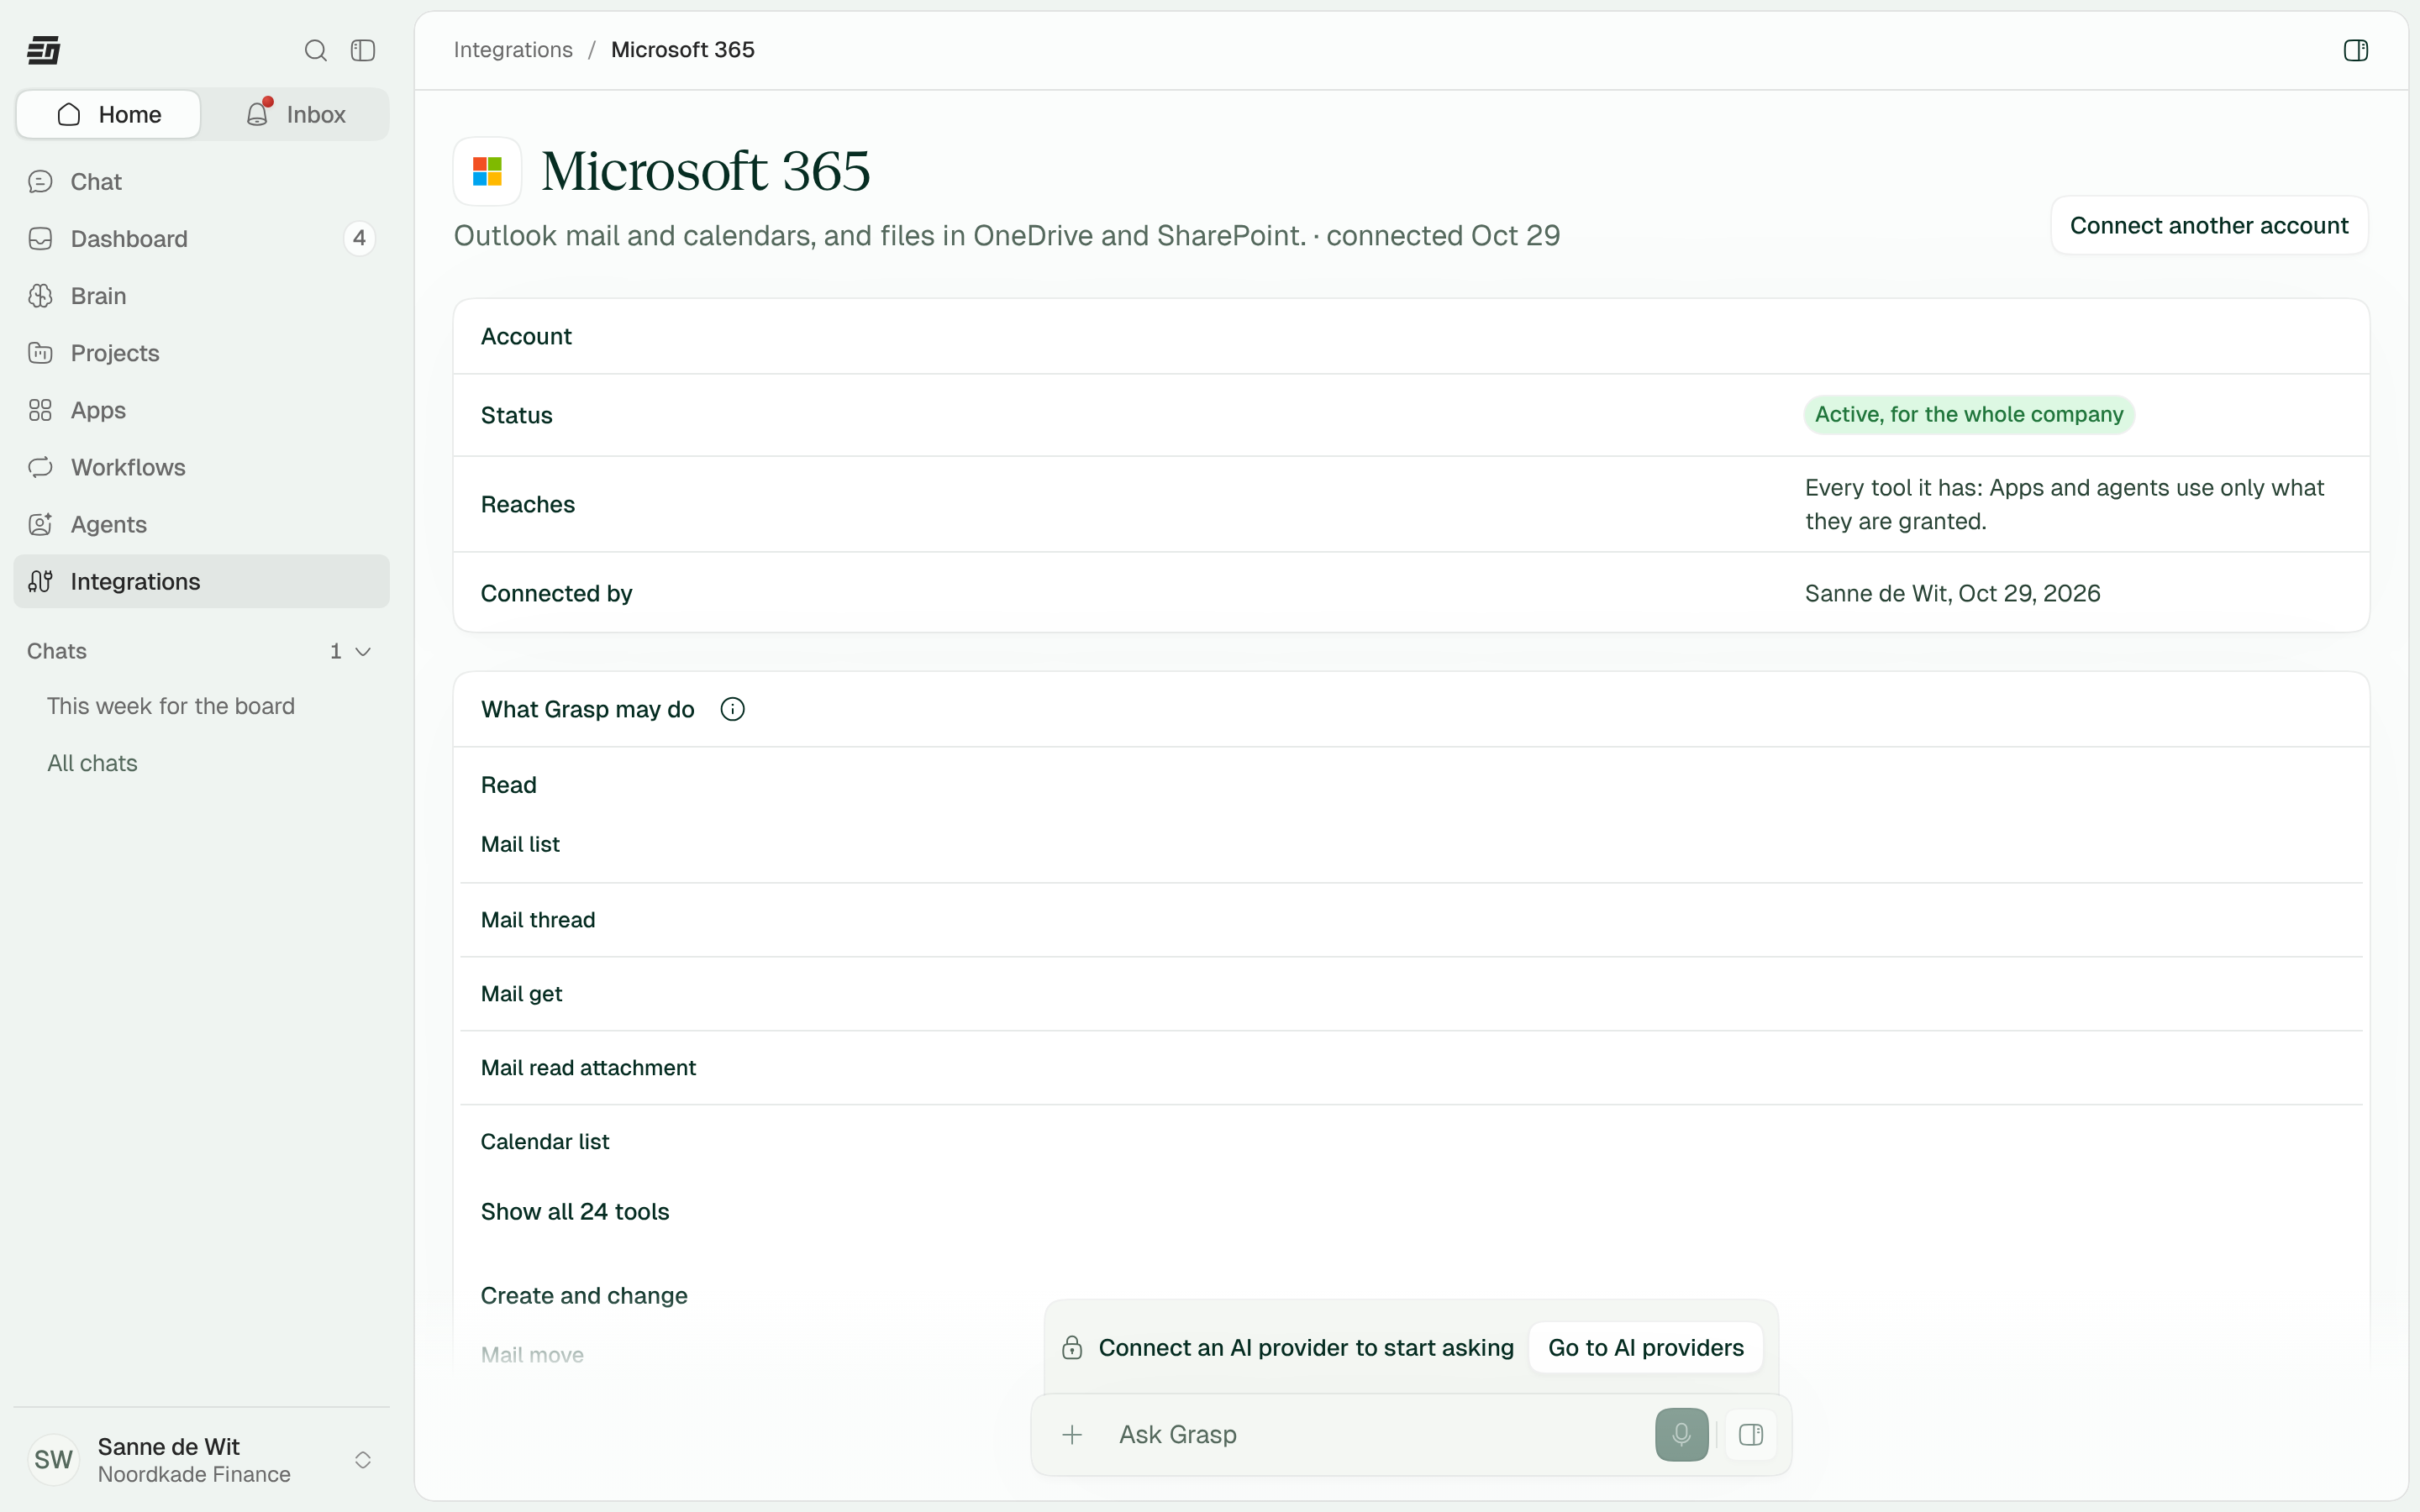 Home
Inbox
Chat
Dashboard 4
Brain
Projects
Apps
Workflows
Agents
Integrations
Chats 1
This week for the board
All chats
SW
Sanne de Wit
Noordkade Finance
Integrations / Microsoft 365
Microsoft 365
Outlook mail and calendars, and files in OneDrive and SharePoint. · connected Oct 29
Connect another account
Account
Status
Active, for the whole company
Reaches
Every tool it has: Apps and agents use only what
they are granted.
Connected by
Sanne de Wit, Oct 29, 2026
What Grasp may do
Read
Mail list
Mail thread
Mail get
Mail read attachment
Calendar list
Show all 24 tools
Create and change
Mail move
Connect an AI provider to start asking
Go to AI providers
Ask Grasp